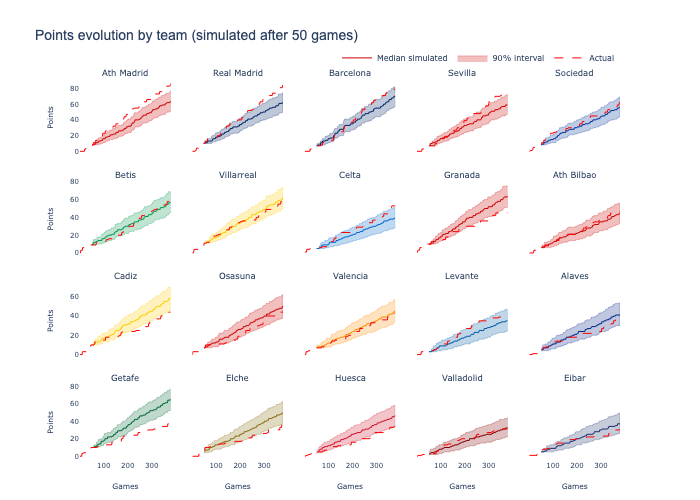 Points evolution by team (simulated after 50 games)
Median simulated 90% interval Actual
Ath Madrid Real Madrid Barcelona Sevilla Sociedad
80
60
40
20
0
Points
Betis Villarreal Celta Granada Ath Bilbao
80
60
40
20
0
Points
Cadiz Osasuna Valencia Levante Alaves
60
40
20
0
Points
Getafe Elche Huesca Valladolid Eibar
80
60
40
20
0
Points
100 200 300 100 200 300 100 200 300 100 200 300 100 200 300
Games Games Games Games Games